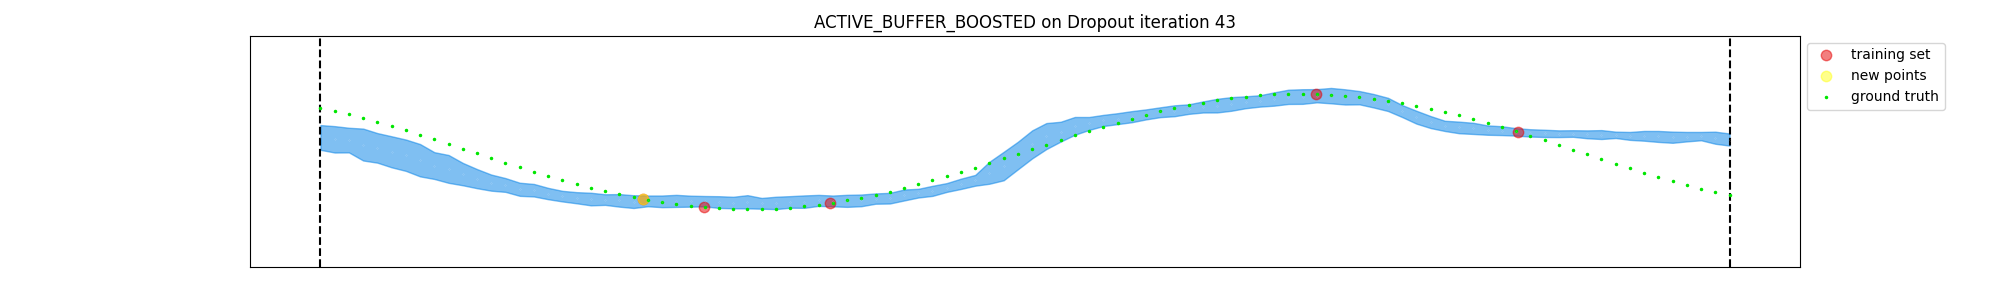 ACTIVE_BUFFER_BOOSTED on Dropout iteration 43
training set
new points
ground truth